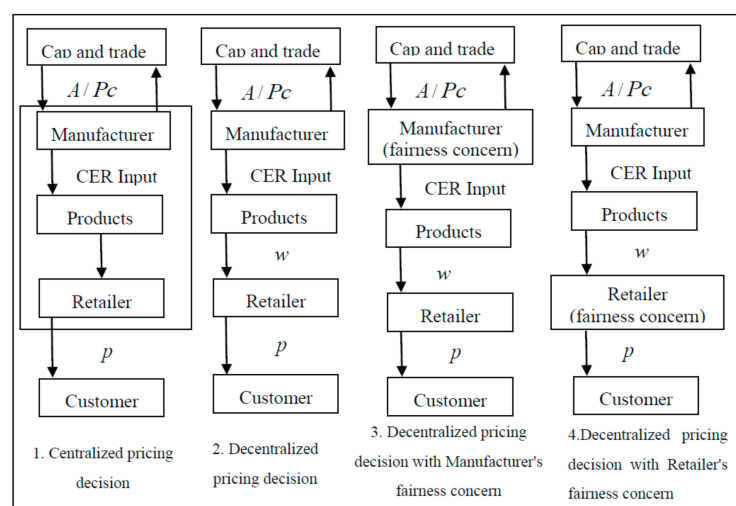 Cap and trade
A / Pc
Manufacturer
CER Input
Products
Retailer
p
Customer
1. Centralized pricing
decision
Cap and trade
A / Pc
Manufacturer
CER Input
Products
w
Retailer
p
Customer
2. Decentralized
pricing decision
Cap and trade
A / Pc
Manufacturer
(fairness concern)
CER Input
Products
w
Retailer
p
Customer
3. Decentralized pricing
decision with Manufacturer's
fairness concern
Cap and trade
A / Pc
Manufacturer
CER Input
Products
w
Retailer
(fairness concern)
p
Customer
4.Decentralized pricing
decision with Retailer's
fairness concern